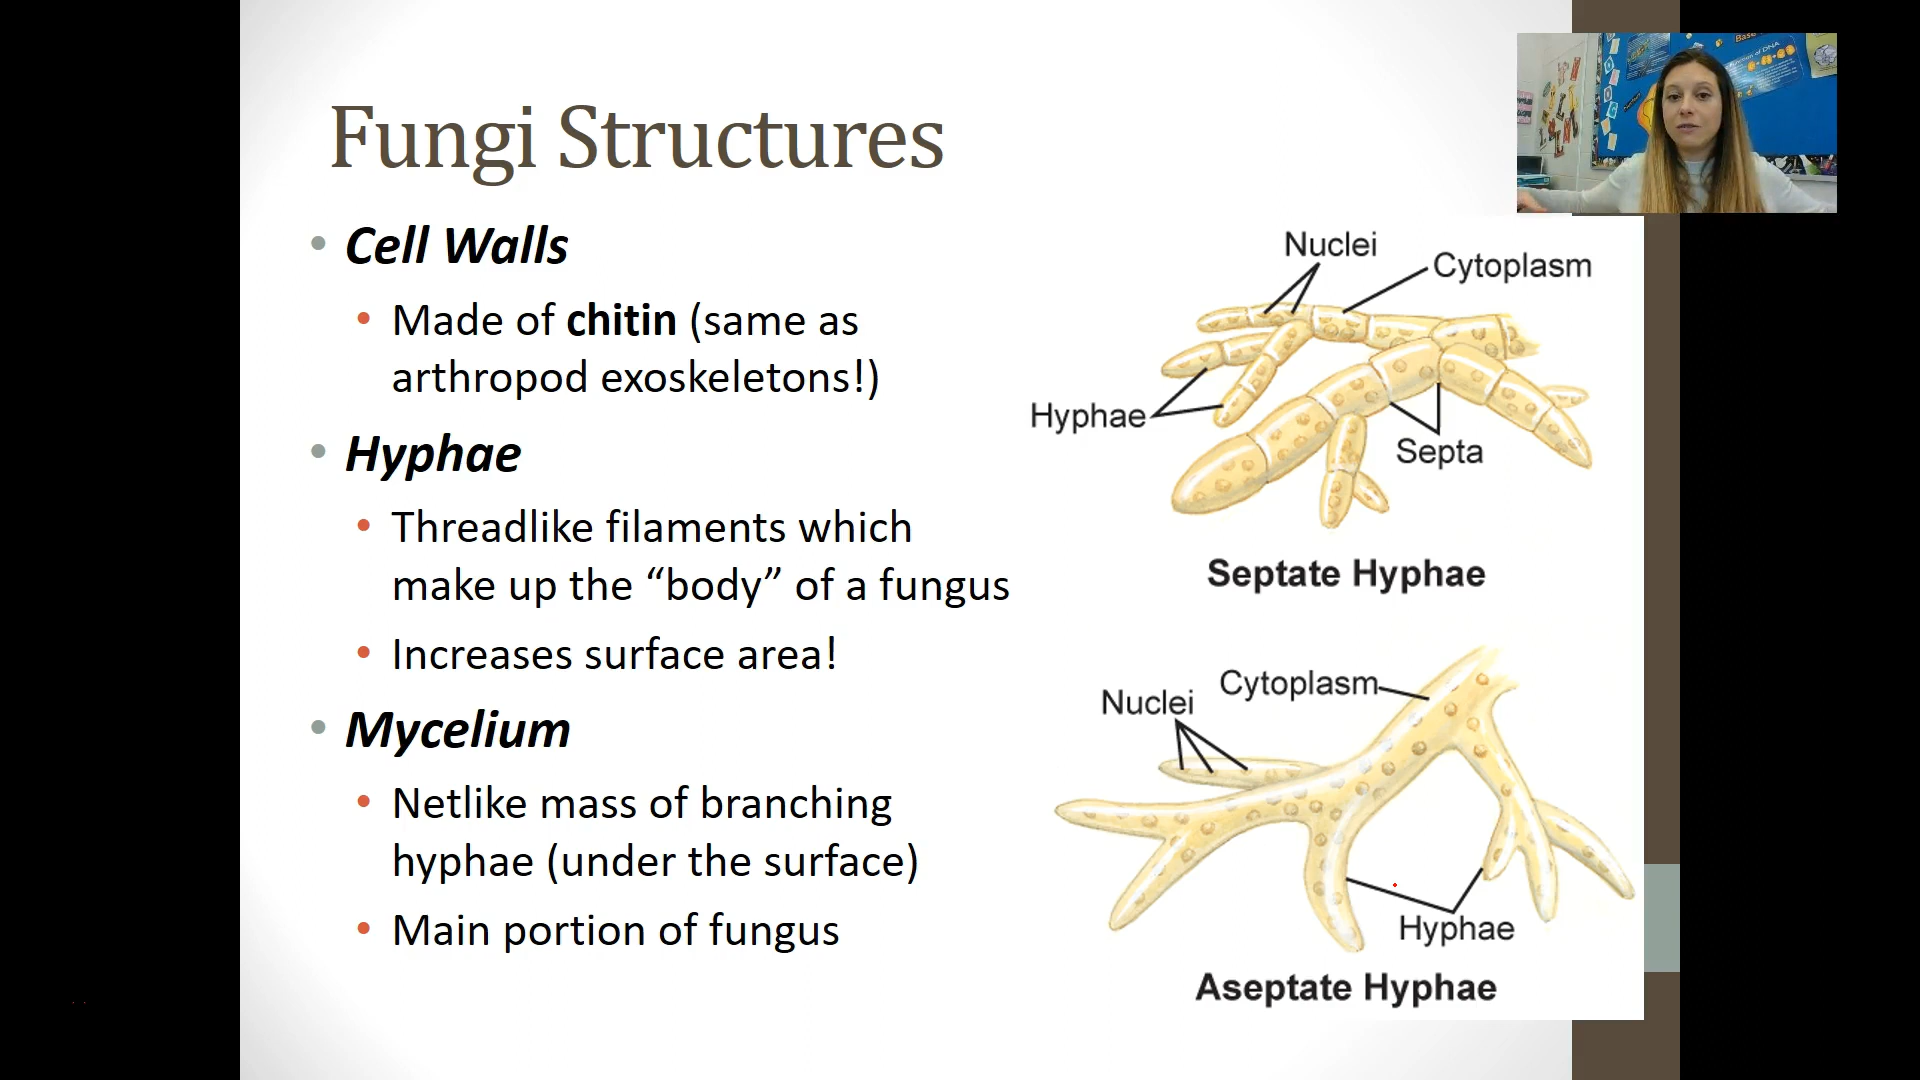 Fungi Structures
• Cell Walls
• Made of chitin (same as
arthropod exoskeletons!)
• Hyphae
• Threadlike filaments which
make up the “body” of a fungus
• Increases surface area!
• Mycelium
• Netlike mass of branching
hyphae (under the surface)
• Main portion of fungus
Nuclei
Cytoplasm
Hyphae
Septa
Septate Hyphae
Cytoplasm
Nuclei
Hyphae
Aseptate Hyphae